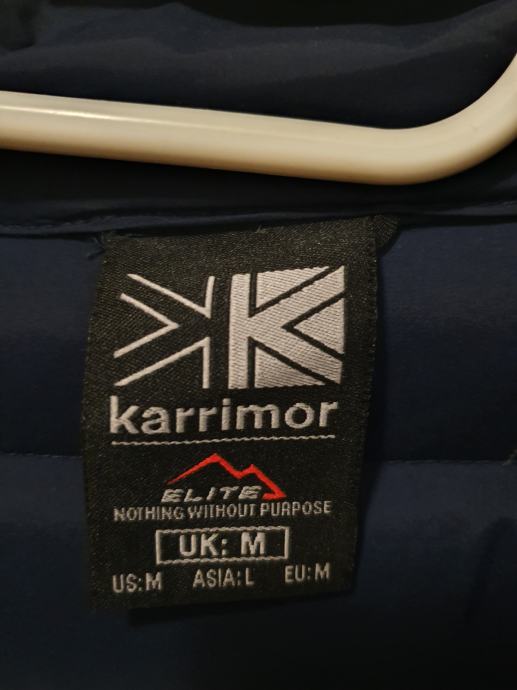 karrimor
ELITE
NOTHING WITHOUT PURPOSE
UK: M
US:M ASIA:L EU:M